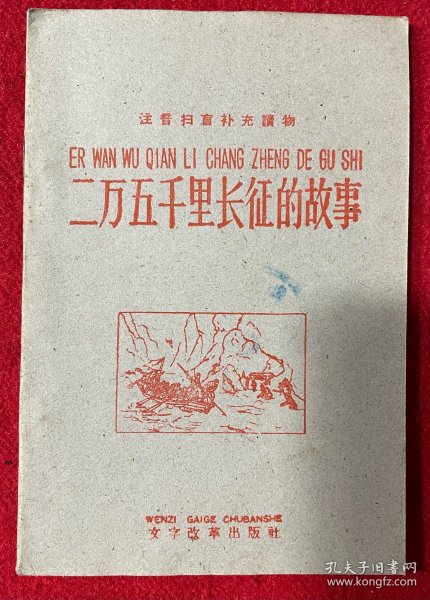 注音扫盲补充讀物
ER WAN WU QIAN LI CHANG ZHENG DE GU SHI
二万五千里长征的故事
WENZI GAIGE CHUBANSHE
文字改革出版社
孔夫子旧书网
www.kongfz.com